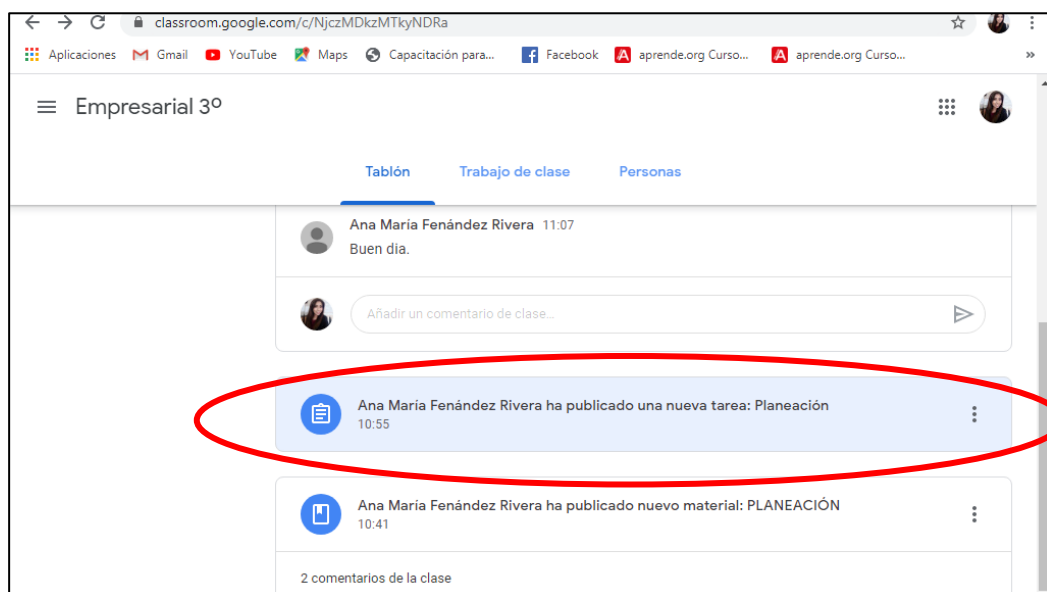 classroom.google.com/c/NjczMDkzMTkyNDRa
Aplicaciones Gmail YouTube Maps Capacitación para... Facebook aprende.org Curso... aprende.org Curso... »
Empresarial 3º
Tablón Trabajo de clase Personas
Ana María Fenández Rivera 11:07
Buen dia.
Añadir un comentario de clase...
Ana María Fenández Rivera ha publicado una nueva tarea: Planeación
10:55
Ana María Fenández Rivera ha publicado nuevo material: PLANEACIÓN
10:41
2 comentarios de la clase